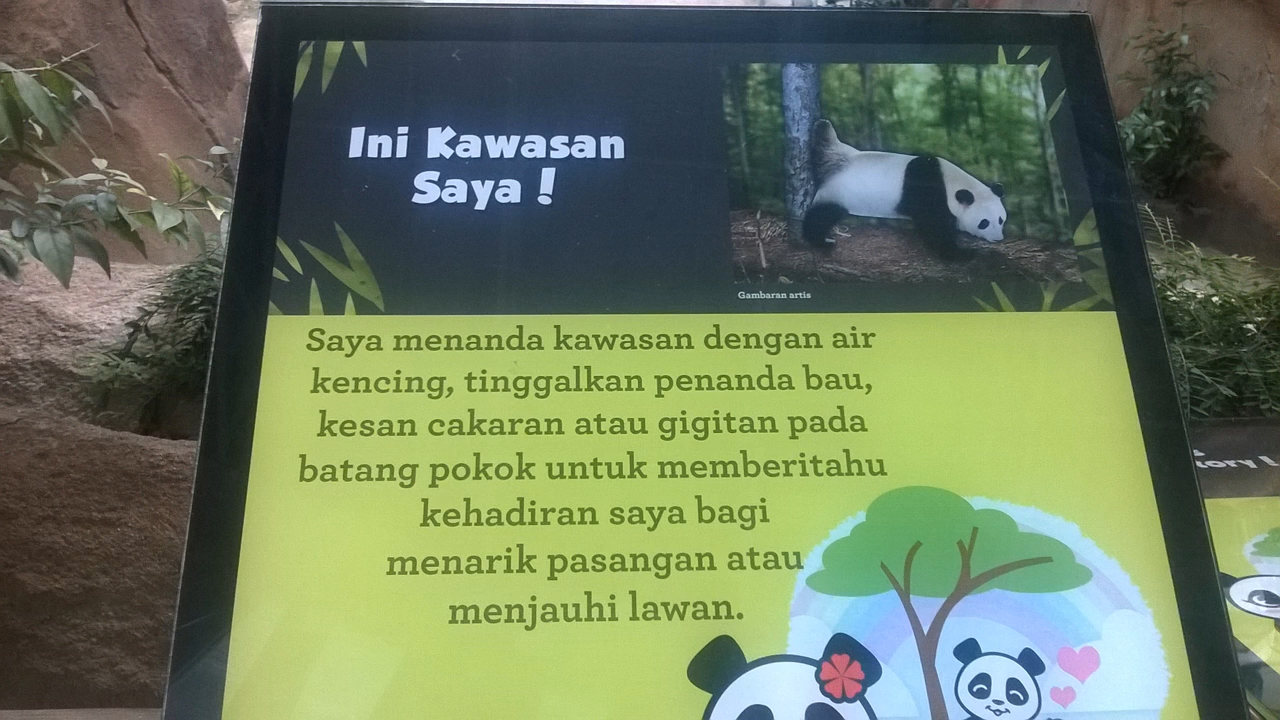 Ini Kawasan
Saya !
Gambaran artis
Saya menanda kawasan dengan air
kencing, tinggalkan penanda bau,
kesan cakaran atau gigitan pada
batang pokok untuk memberitahu
kehadiran saya bagi
menarik pasangan atau
menjauhi lawan.